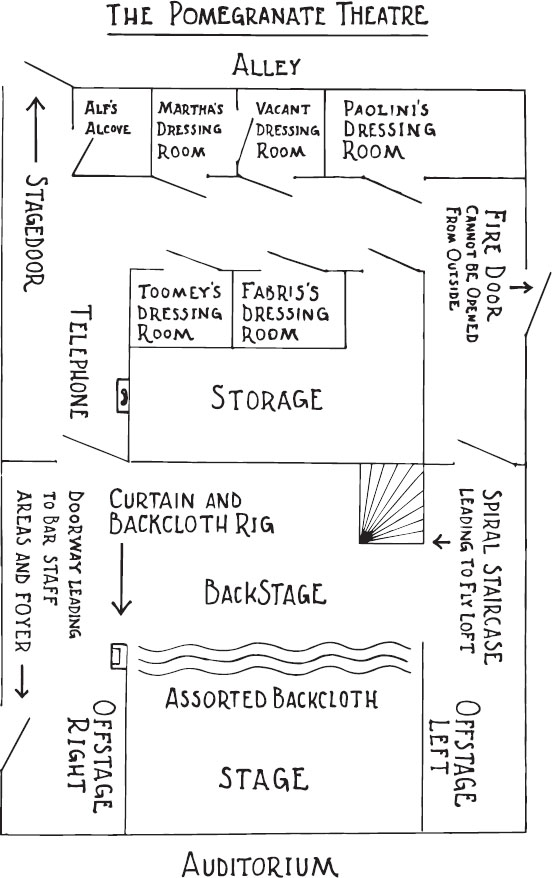 THE POMEGRANATE THEATRE
ALLEY
ALF'S
ALCOVE
MARTHA'S
DRESSING
ROOM
VACANT
DRESSING
ROOM
PAOLINI'S
DRESSING
ROOM
STAGEDOOR
FIRE DOOR
CANNOT BE OPENED
FROM OUTSIDE
TOOMEY'S
DRESSING
ROOM
FABRIS'S
DRESSING
ROOM
TELEPHONE
STORAGE
DOORWAY LEADING
TO BAR STAFF
AREAS AND FOYER
CURTAIN AND
BACKCLOTH RIG
SPIRAL STAIRCASE
LEADING TO FLY LOFT
BACKSTAGE
ASSORTED BACKCLOTH
OFFSTAGE
RIGHT
STAGE
OFFSTAGE
LEFT
AUDITORIUM